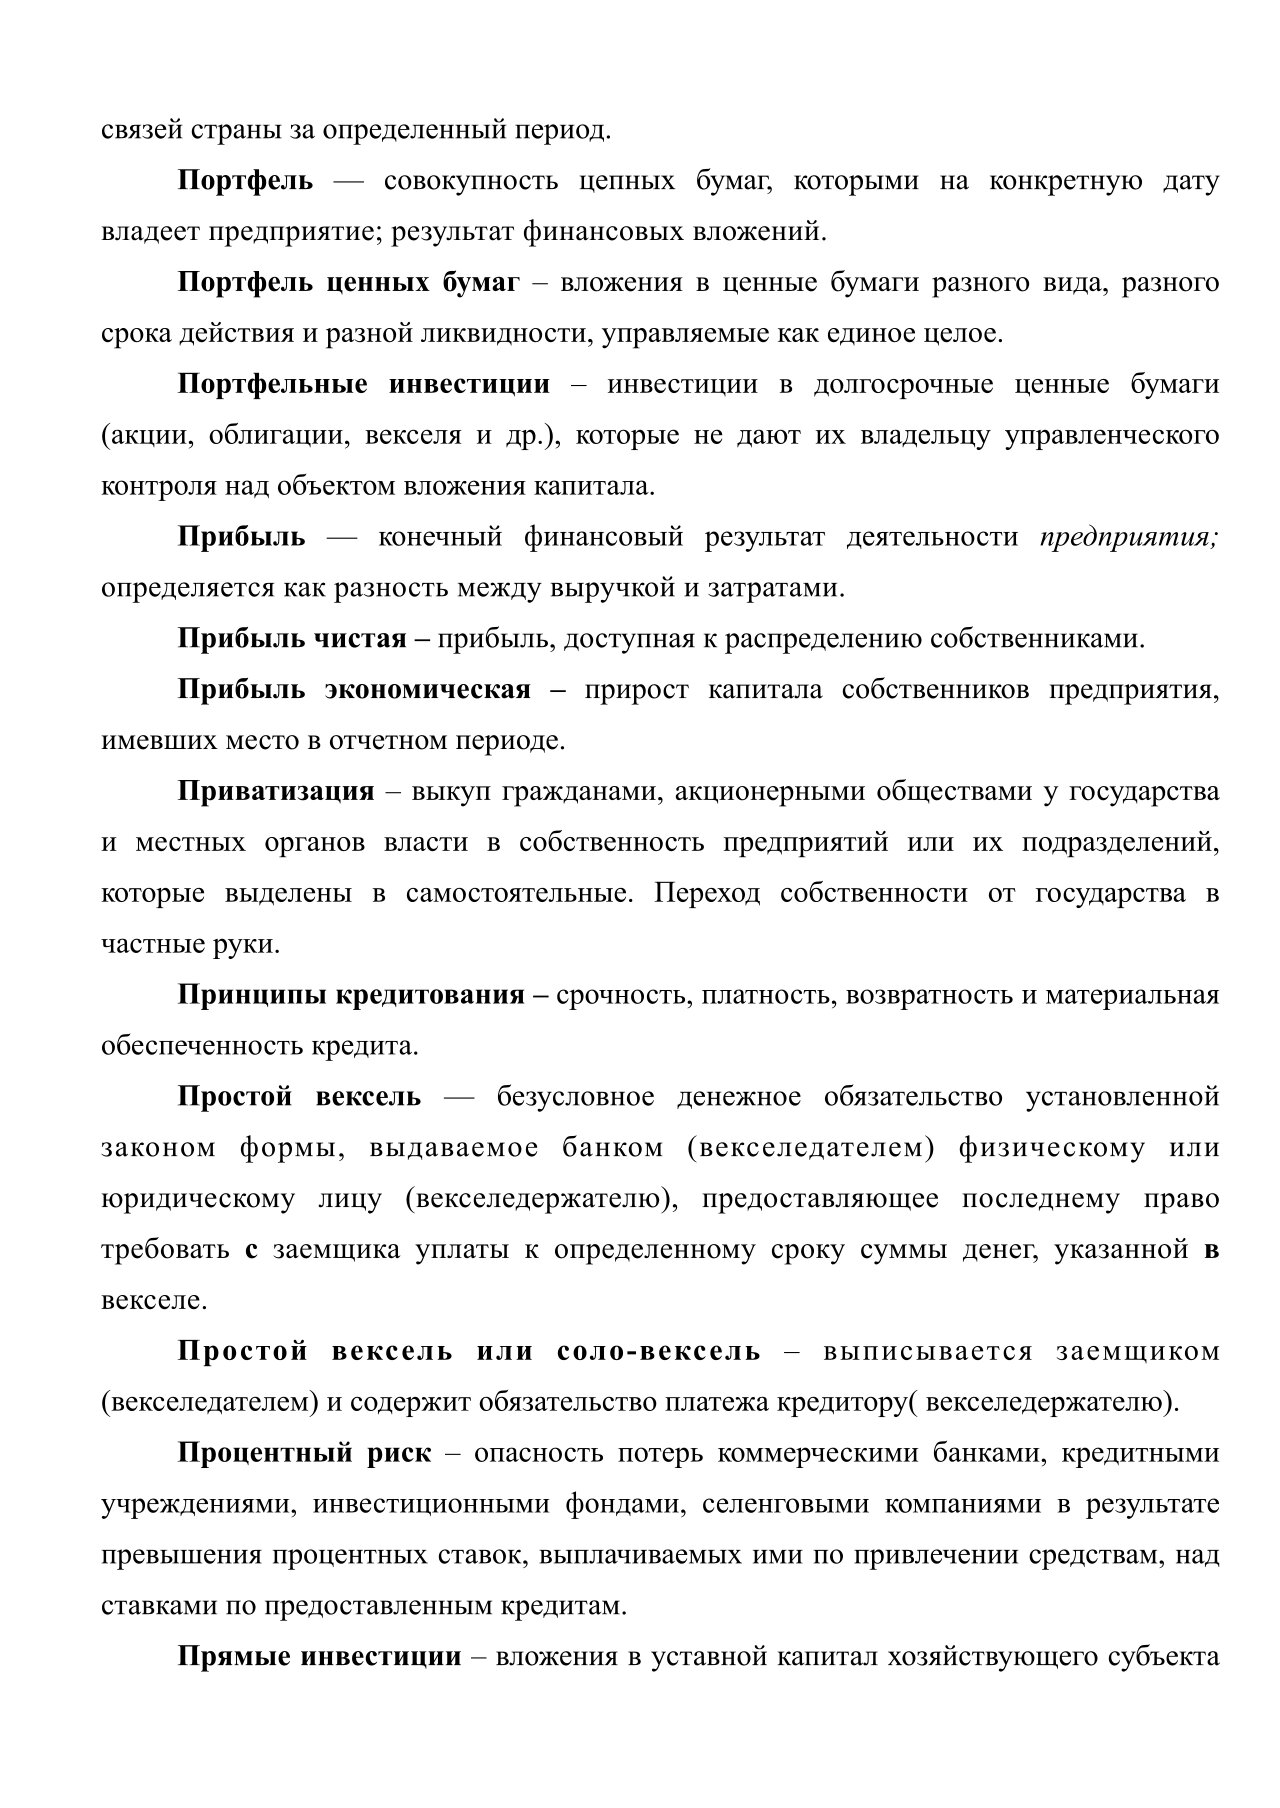 связей страны за определенный период.
Портфель — совокупность цепных бумаг, которыми на конкретную дату
владеет предприятие; результат финансовых вложений.
Портфель ценных бумаг – вложения в ценные бумаги разного вида, разного
срока действия и разной ликвидности, управляемые как единое целое.
Портфельные инвестиции – инвестиции в долгосрочные ценные бумаги
(акции, облигации, векселя и др.), которые не дают их владельцу управленческого
контроля над объектом вложения капитала.
Прибыль — конечный финансовый результат деятельности предприятия;
определяется как разность между выручкой и затратами.
Прибыль чистая – прибыль, доступная к распределению собственниками.
Прибыль экономическая – прирост капитала собственников предприятия,
имевших место в отчетном периоде.
Приватизация – выкуп гражданами, акционерными обществами у государства
и местных органов власти в собственность предприятий или их подразделений,
которые выделены в самостоятельные. Переход собственности от государства в
частные руки.
Принципы кредитования – срочность, платность, возвратность и материальная
обеспеченность кредита.
Простой вексель — безусловное денежное обязательство установленной
законом формы, выдаваемое банком (векселедателем) физическому или
юридическому лицу (векселедержателю), предоставляющее последнему право
требовать с заемщика уплаты к определенному сроку суммы денег, указанной в
векселе.
Простой вексель или соло-вексель – выписывается заемщиком
(векселедателем) и содержит обязательство платежа кредитору( векселедержателю).
Процентный риск – опасность потерь коммерческими банками, кредитными
учреждениями, инвестиционными фондами, селенговыми компаниями в результате
превышения процентных ставок, выплачиваемых ими по привлечении средствам, над
ставками по предоставленным кредитам.
Прямые инвестиции – вложения в уставной капитал хозяйствующего субъекта